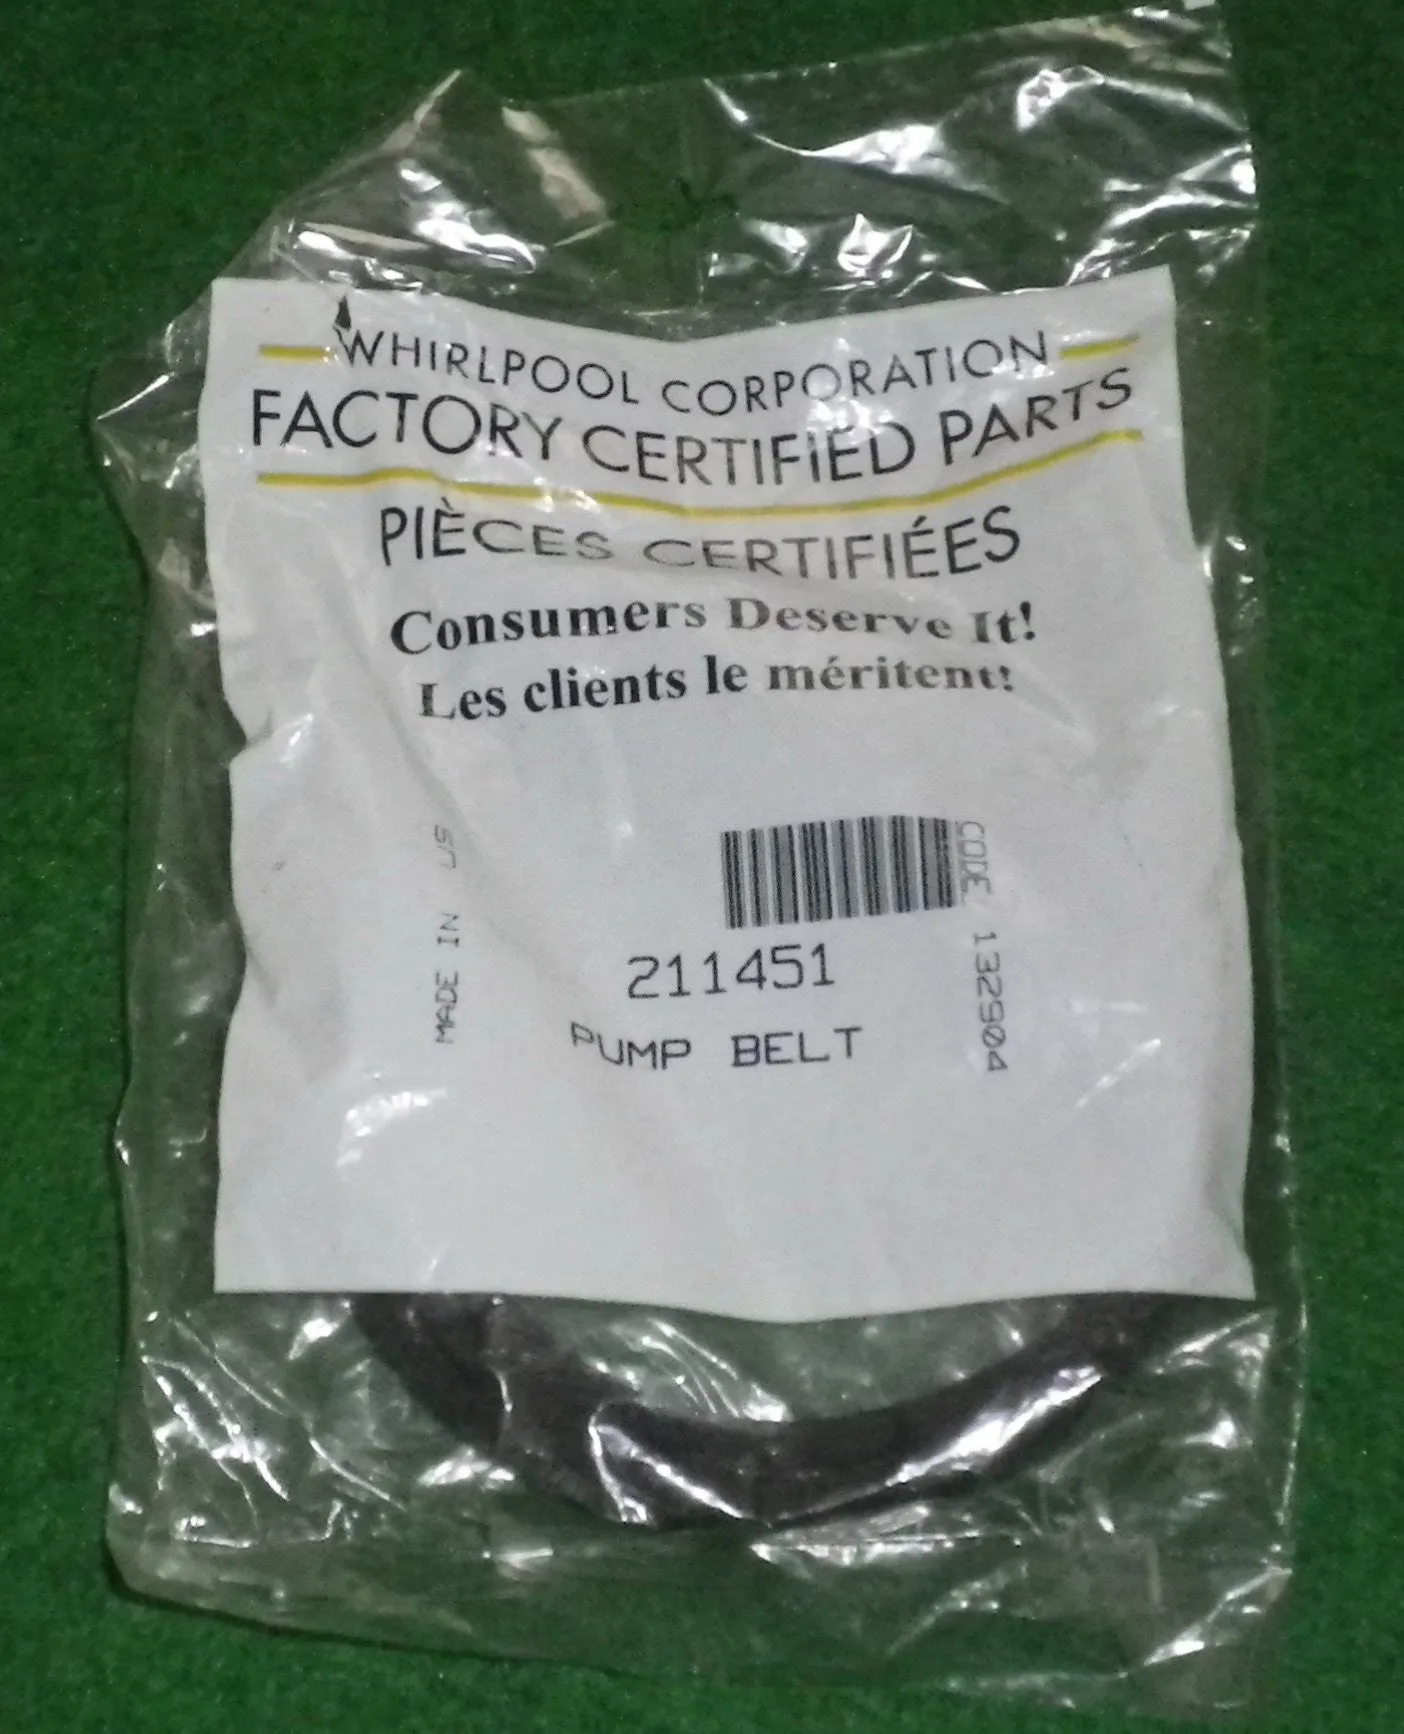 WHIRLPOOL CORPORATION
FACTORY CERTIFIED PARTS
PIÈCES CERTIFIÉES
Consumers Deserve It!
Les clients le méritent!
MADE IN US
CODE 132904
211451
PUMP BELT